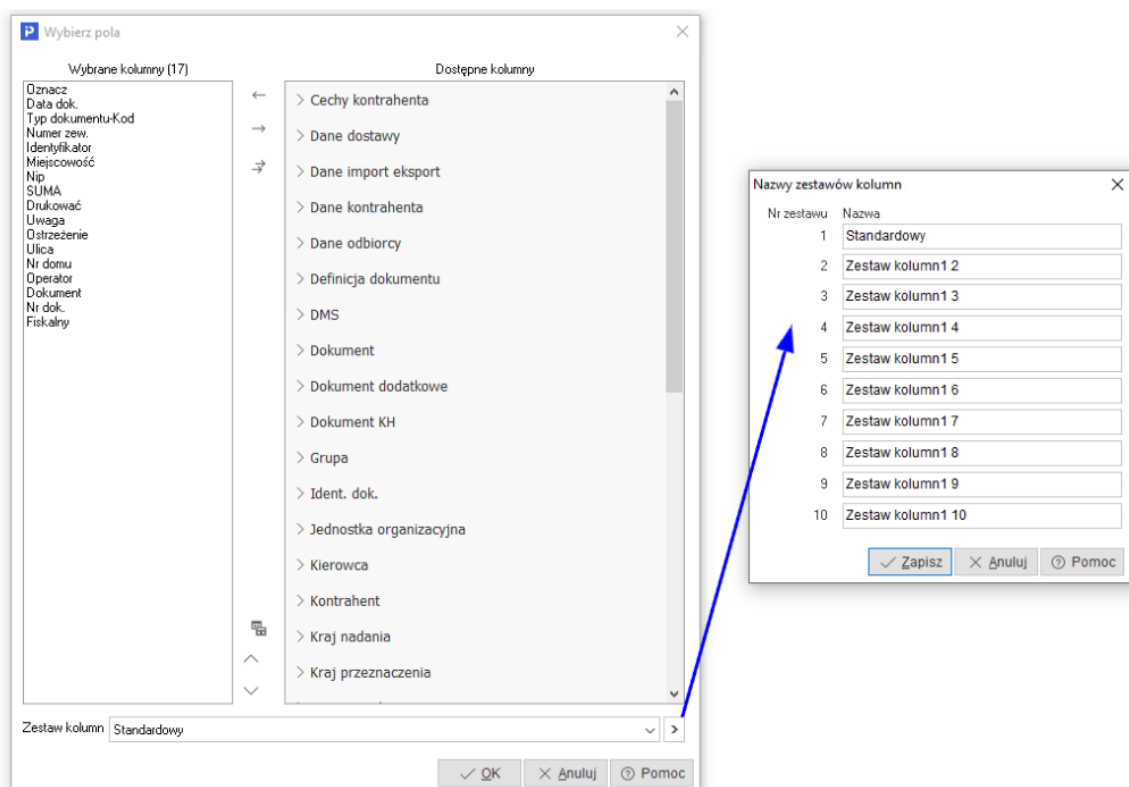 Wybierz pola
Wybrane kolumny (17)
Oznacz
Data dok.
Typ dokumentu-Kod
Numer zew.
Identyfikator
Miejscowość
Nip
SUMA
Drukować
Uwaga
Ostrzeżenie
Ulica
Nr domu
Operator
Dokument
Nr dok.
Fiskalny
Dostępne kolumny
Cechy kontrahenta
Dane dostawy
Dane import eksport
Dane kontrahenta
Dane odbiorcy
Definicja dokumentu
DMS
Dokument
Dokument dodatkowe
Dokument KH
Grupa
Ident. dok.
Jednostka organizacyjna
Kierowca
Kontrahent
Kraj nadania
Kraj przeznaczenia
Zestaw kolumn Standardowy
OK Anuluj Pomoc
Nazwy zestawów kolumn
Nr zestawu Nazwa
1 Standardowy
2 Zestaw kolumn1 2
3 Zestaw kolumn1 3
4 Zestaw kolumn1 4
5 Zestaw kolumn1 5
6 Zestaw kolumn1 6
7 Zestaw kolumn1 7
8 Zestaw kolumn1 8
9 Zestaw kolumn1 9
10 Zestaw kolumn1 10
Zapisz Anuluj Pomoc